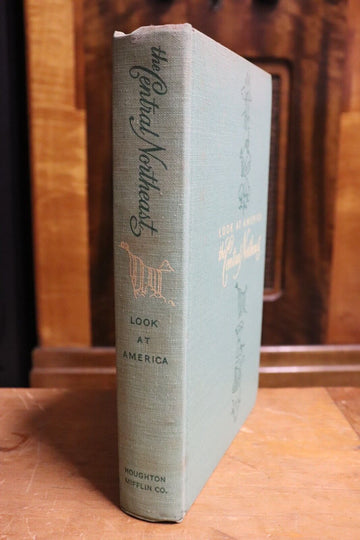 the Central Northeast
LOOK
AT
AMERICA
HOUGHTON
MIFFLIN CO.
LOOK AT AMERICA
the Central Northeast